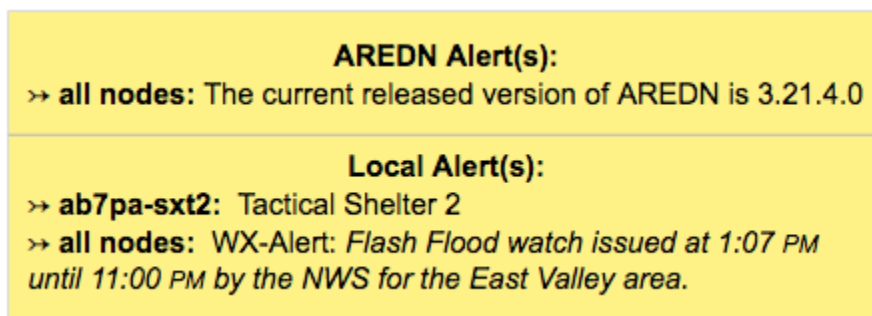 AREDN Alert(s):
↣ all nodes: The current released version of AREDN is 3.21.4.0
Local Alert(s):
↣ ab7pa-sxt2: Tactical Shelter 2
↣ all nodes: WX-Alert: Flash Flood watch issued at 1:07 PM
until 11:00 PM by the NWS for the East Valley area.